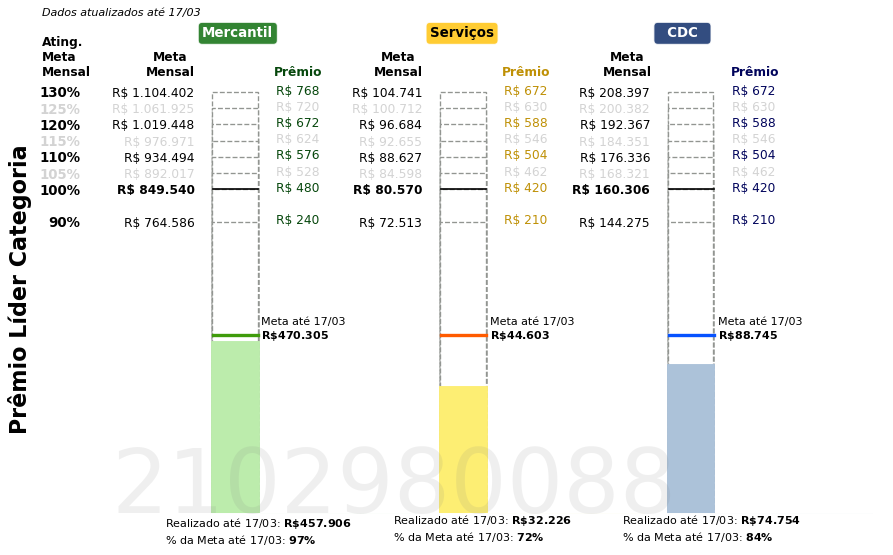 Dados atualizados até 17/03
Mercantil Serviços CDC
Ating. Meta Mensal
Meta Mensal Prêmio Meta Mensal Prêmio Meta Mensal Prêmio
130% R$ 1.104.402 R$ 768 R$ 104.741 R$ 672 R$ 208.397 R$ 672
125% R$ 1.061.925 R$ 720 R$ 100.712 R$ 630 R$ 200.382 R$ 630
120% R$ 1.019.448 R$ 672 R$ 96.684 R$ 588 R$ 192.367 R$ 588
115% R$ 976.971 R$ 624 R$ 92.655 R$ 546 R$ 184.351 R$ 546
110% R$ 934.494 R$ 576 R$ 88.627 R$ 504 R$ 176.336 R$ 504
105% R$ 892.017 R$ 528 R$ 84.598 R$ 462 R$ 168.321 R$ 462
100% R$ 849.540 R$ 480 R$ 80.570 R$ 420 R$ 160.306 R$ 420
90% R$ 764.586 R$ 240 R$ 72.513 R$ 210 R$ 144.275 R$ 210
Prêmio Líder Categoria
Meta até 17/03 Meta até 17/03 Meta até 17/03
R$470.305 R$44.603 R$88.745
2102980088
Realizado até 17/03: R$457.906 Realizado até 17/03: R$32.226 Realizado até 17/03: R$74.754
% da Meta até 17/03: 97% % da Meta até 17/03: 72% % da Meta até 17/03: 84%